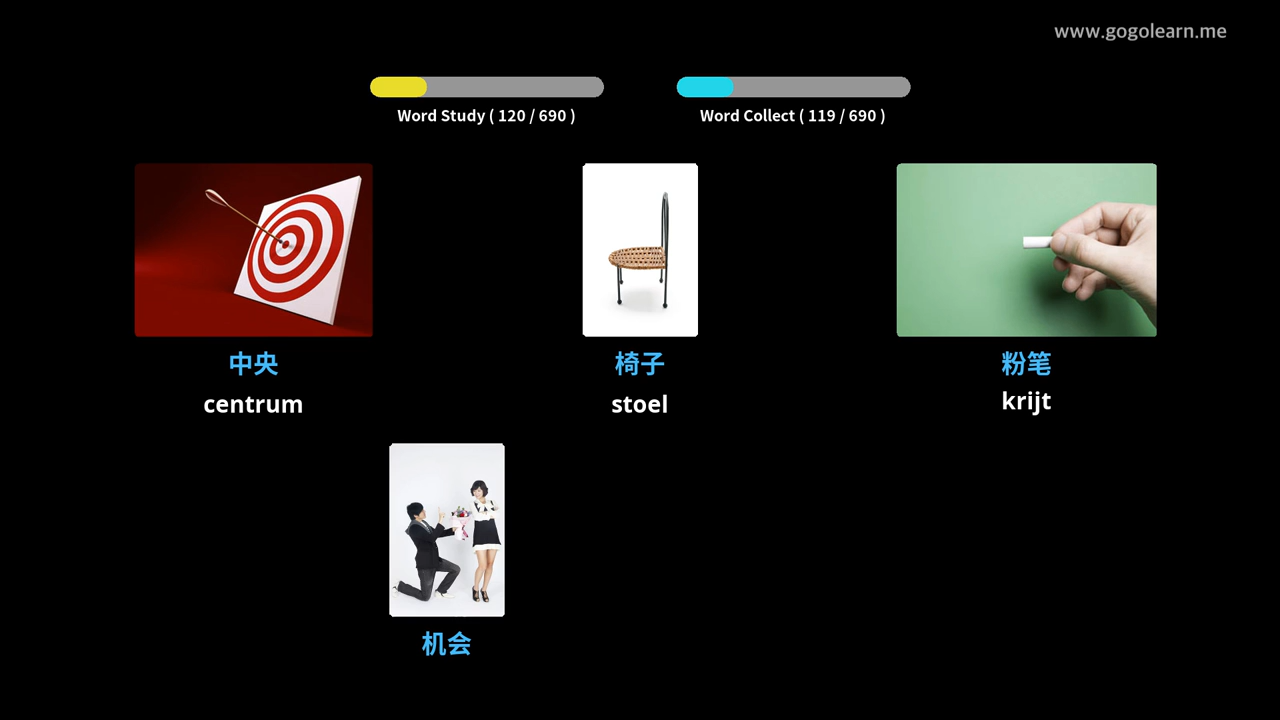 www.gogolearn.me
Word Study ( 120 / 690 )
Word Collect ( 119 / 690 )
中央
椅子
粉笔
centrum
stoel
krijt
机会